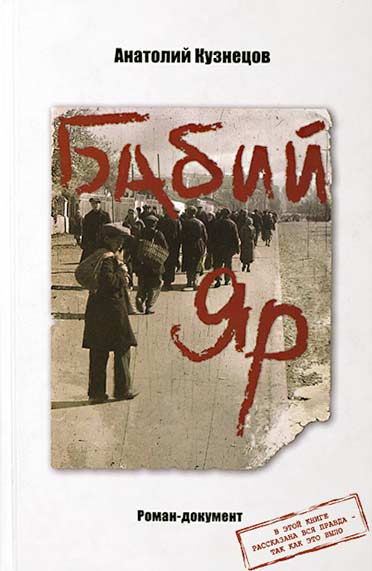 Анатолий Кузнецов
Бабий
Яр
Роман-документ
В ЭТОЙ КНИГЕ
РАССКАЗАНА ВСЯ ПРАВДА -
ТАК КАК ЭТО БЫЛО